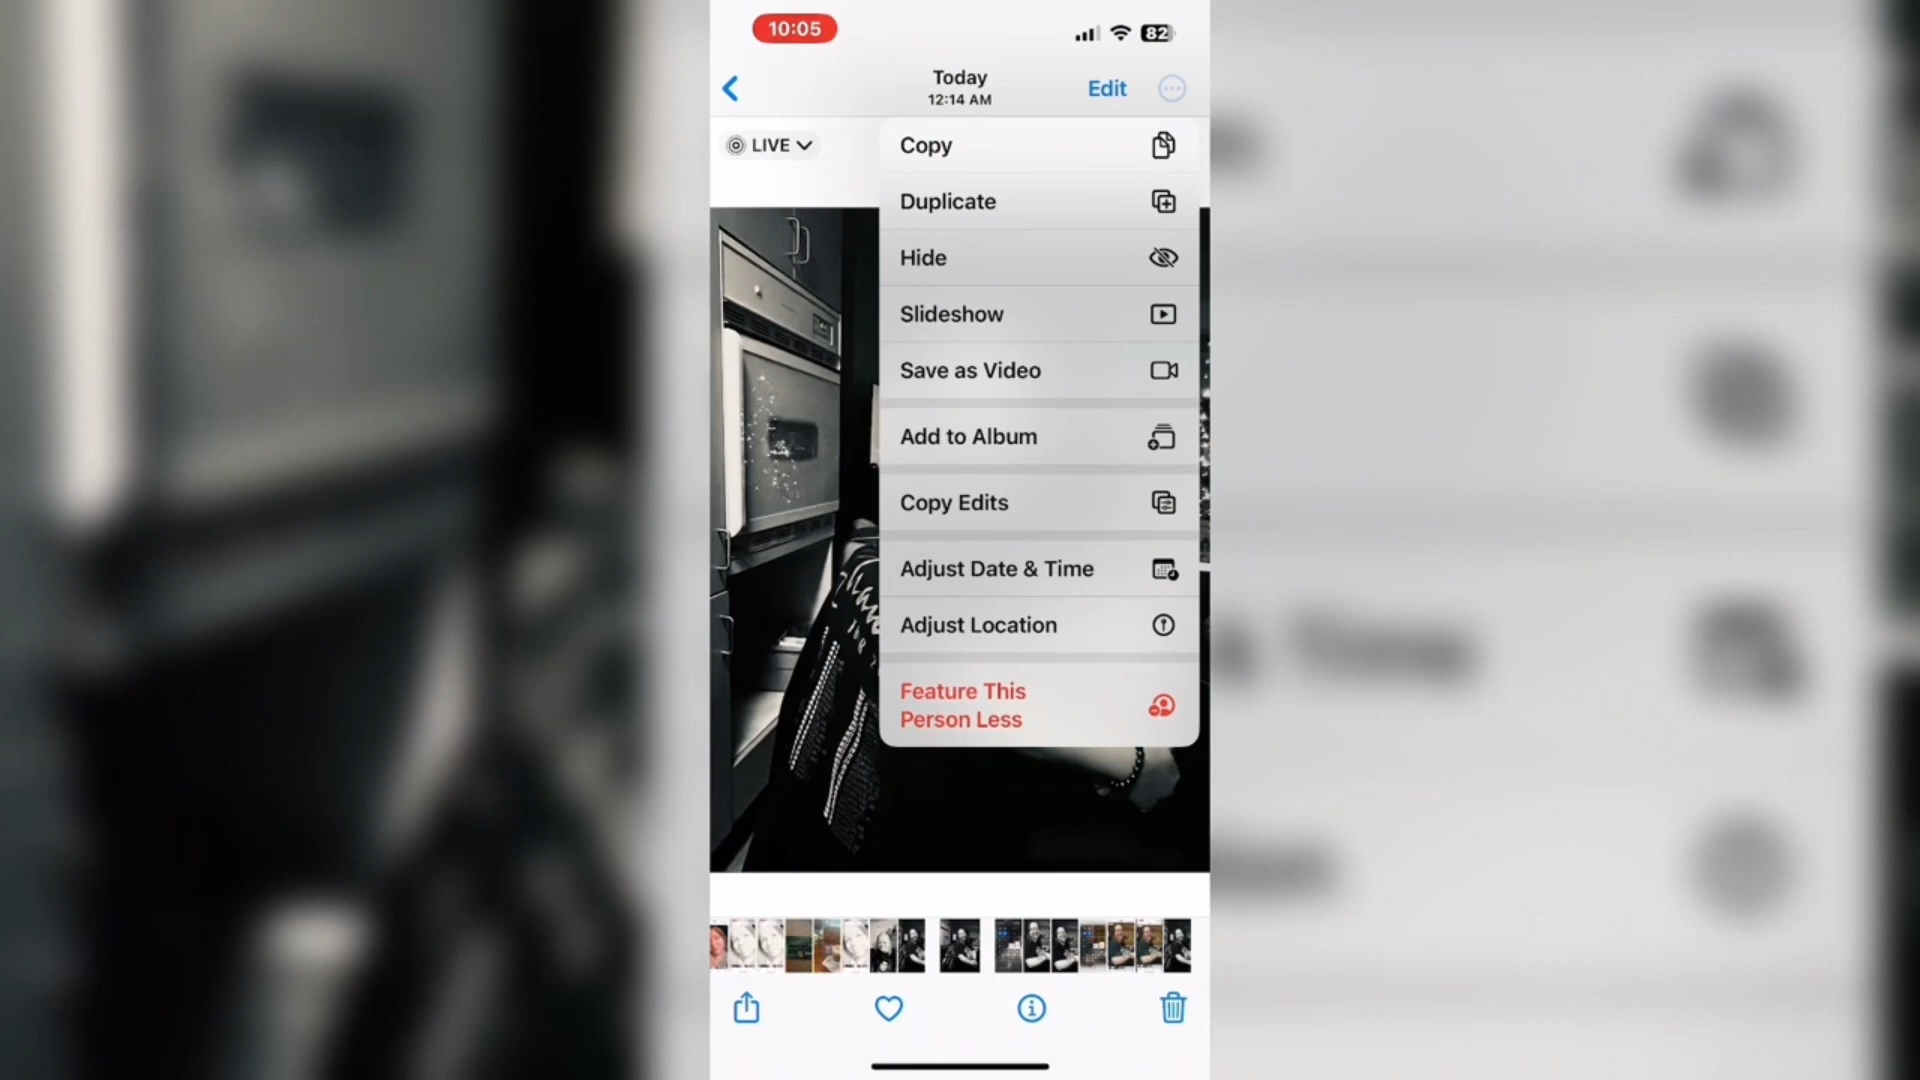 10:05
82
Today
12:14 AM
Edit
LIVE
Copy
Duplicate
Hide
Slideshow
Save as Video
Add to Album
Copy Edits
Adjust Date & Time
Adjust Location
Feature This
Person Less